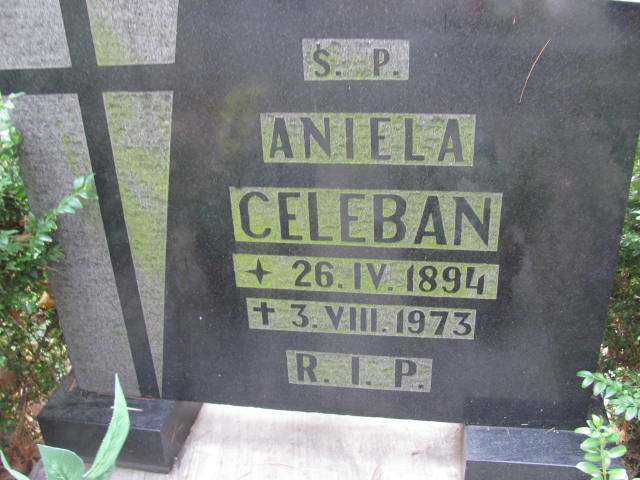 Ś. P.
ANIELA
CELEBAN
✦ 26. IV. 1894
✝ 3. VIII. 1973
R. I. P.